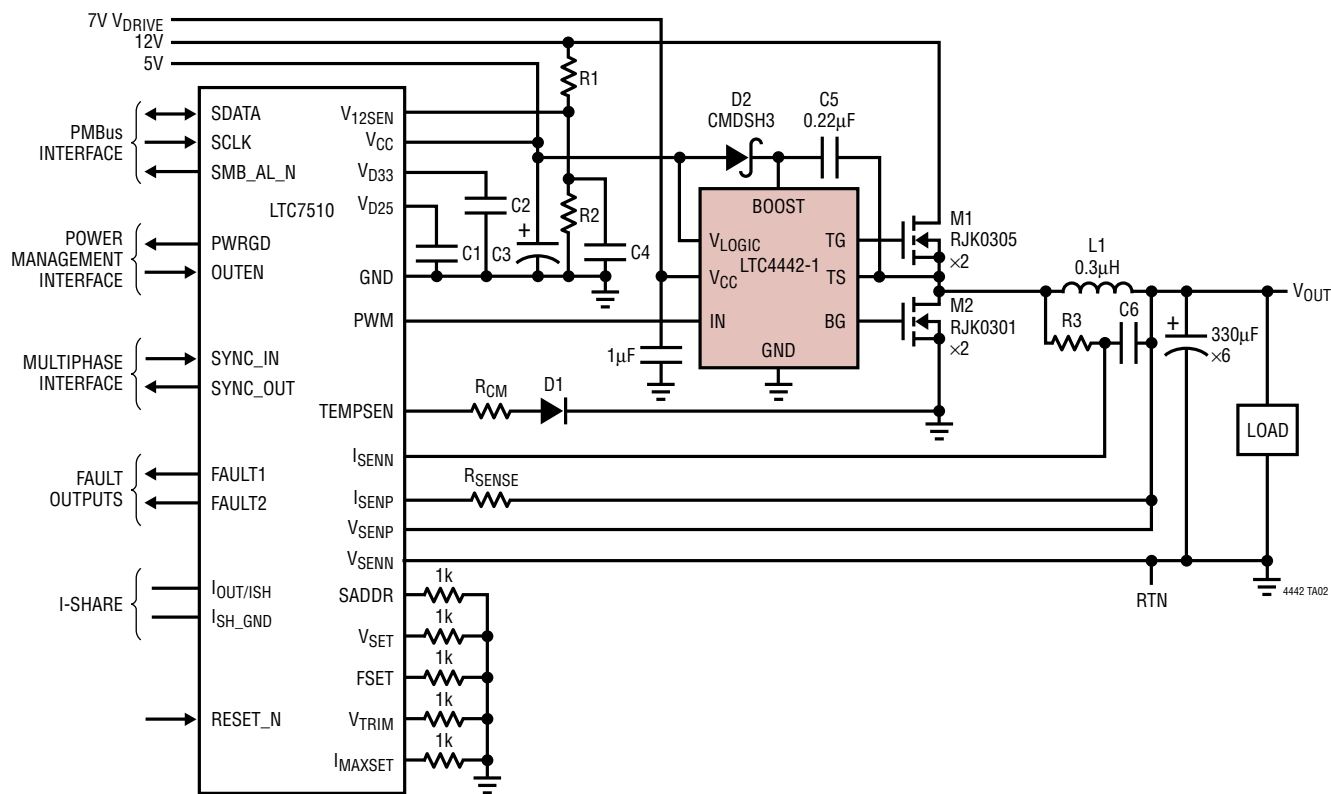 7V VDRIVE
12V
5V
PMBus
INTERFACE
POWER
MANAGEMENT
INTERFACE
MULTIPHASE
INTERFACE
FAULT
OUTPUTS
I-SHARE
SDATA
SCLK
SMB_AL_N
LTC7510
PWRGD
OUTEN
SYNC_IN
SYNC_OUT
FAULT1
FAULT2
IOUT/ISH
ISH_GND
RESET_N
V12SEN
VCC
VD33
VD25
GND
PWM
TEMPSEN
ISENN
ISENP
VSENP
VSENN
SADDR
VSET
FSET
VTRIM
IMAXSET
R1
R2
C1
C2
C3
+
C4
1µF
RCM
D1
RSENSE
1k
1k
1k
1k
1k
D2
CMDSH3
C5
0.22µF
BOOST
VLOGIC
TG
LTC4442-1
VCC
TS
IN
BG
GND
M1
RJK0305
×2
M2
RJK0301
×2
L1
0.3µH
R3
C6
+
330µF
×6
VOUT
LOAD
RTN
4442 TA02